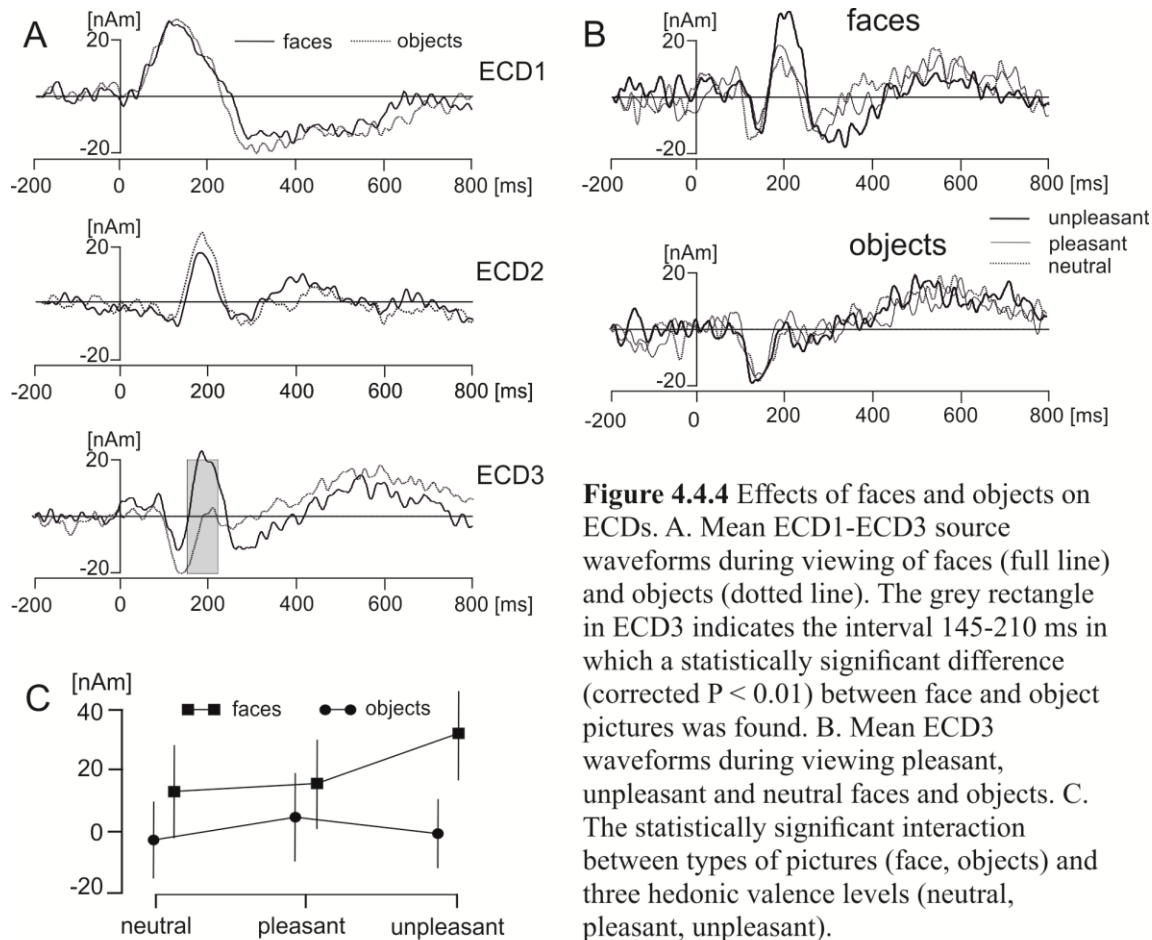 A
[nAm]
20
-20
faces
objects
ECD1
-200 0 200 400 600 800 [ms]
[nAm]
20
-20
ECD2
-200 0 200 400 600 800 [ms]
[nAm]
20
-20
ECD3
-200 0 200 400 600 800 [ms]
B
[nAm]
faces
20
-20
-200 0 200 400 600 800 [ms]
unpleasant
pleasant
neutral
[nAm]
objects
20
-20
-200 0 200 400 600 800 [ms]
C
[nAm]
faces
objects
40
20
0
-20
neutral pleasant unpleasant
Figure 4.4.4 Effects of faces and objects on
ECDs. A. Mean ECD1-ECD3 source
waveforms during viewing of faces (full line)
and objects (dotted line). The grey rectangle
in ECD3 indicates the interval 145-210 ms in
which a statistically significant difference
(corrected P < 0.01) between face and object
pictures was found. B. Mean ECD3
waveforms during viewing pleasant,
unpleasant and neutral faces and objects. C.
The statistically significant interaction
between types of pictures (face, objects) and
three hedonic valence levels (neutral,
pleasant, unpleasant).